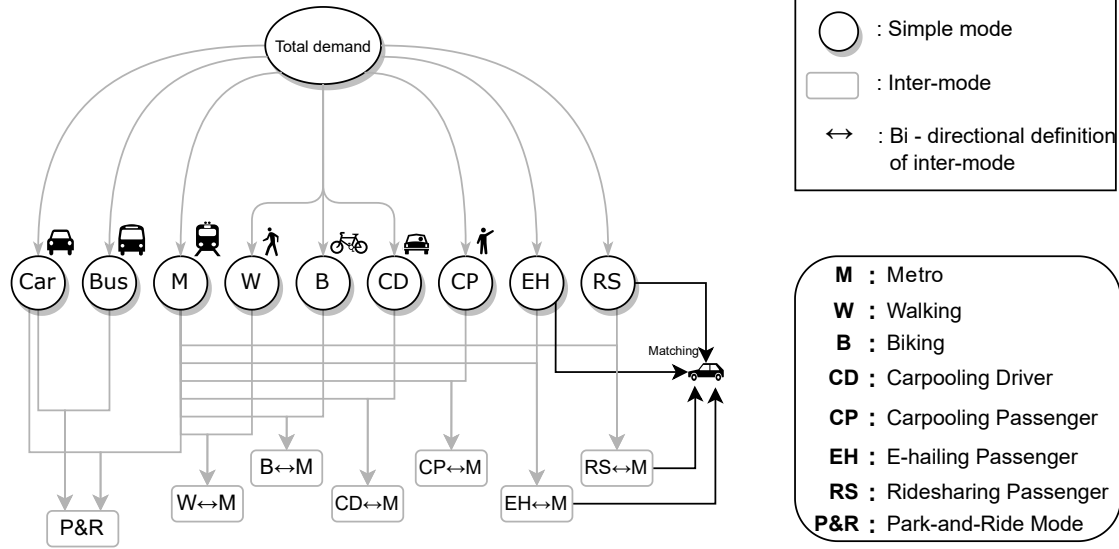 Total demand
: Simple mode
: Inter-mode
↔ : Bi - directional definition
of inter-mode
Car
Bus
M
W
B
CD
CP
EH
RS
Matching
B↔M
CP↔M
RS↔M
W↔M
CD↔M
EH↔M
P&R
M : Metro
W : Walking
B : Biking
CD : Carpooling Driver
CP : Carpooling Passenger
EH : E-hailing Passenger
RS : Ridesharing Passenger
P&R : Park-and-Ride Mode